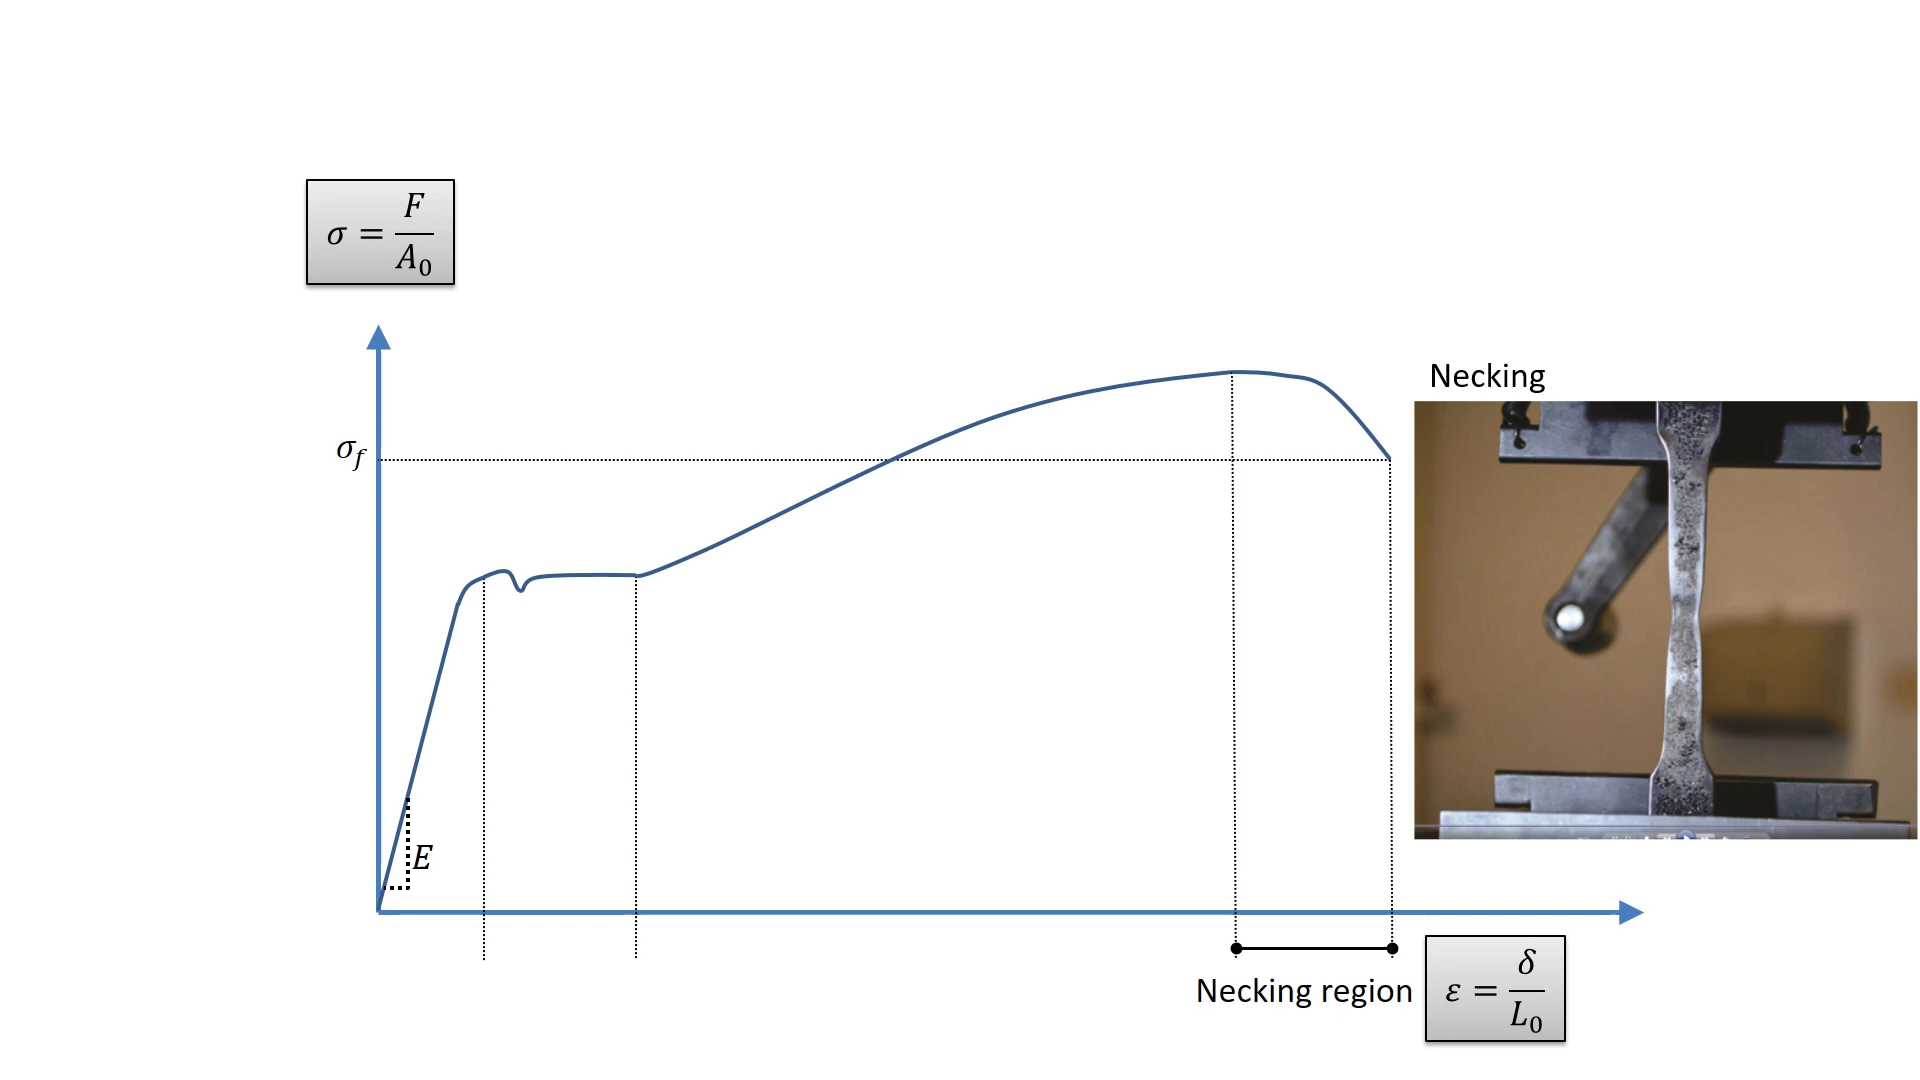 σ = F / A₀
Necking
σ_f
E
Necking region
ε = δ / L₀